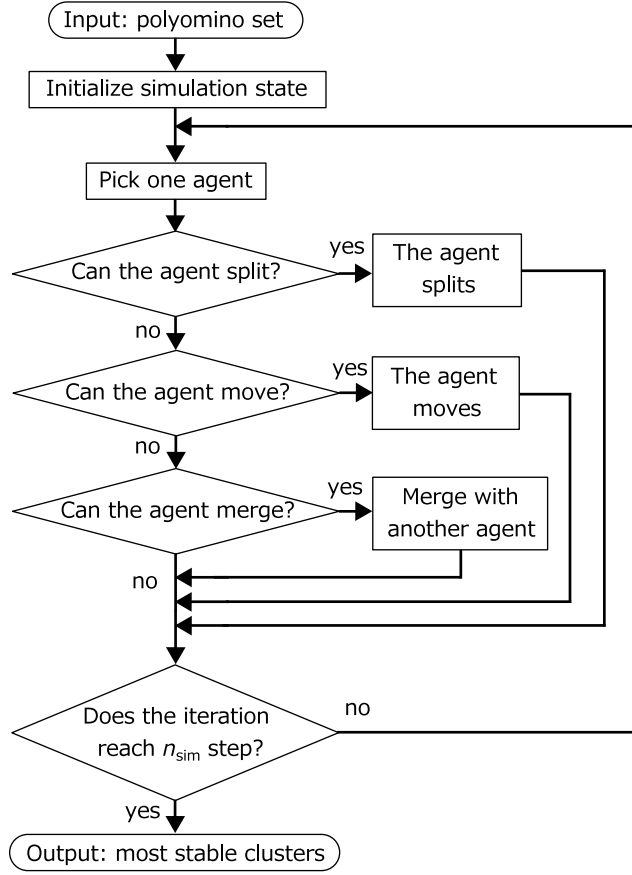 Input: polyomino set
Initialize simulation state
Pick one agent
Can the agent split?
yes
The agent
splits
no
Can the agent move?
yes
The agent
moves
no
Can the agent merge?
yes
Merge with
another agent
no
Does the iteration
reach nsim step?
no
yes
Output: most stable clusters